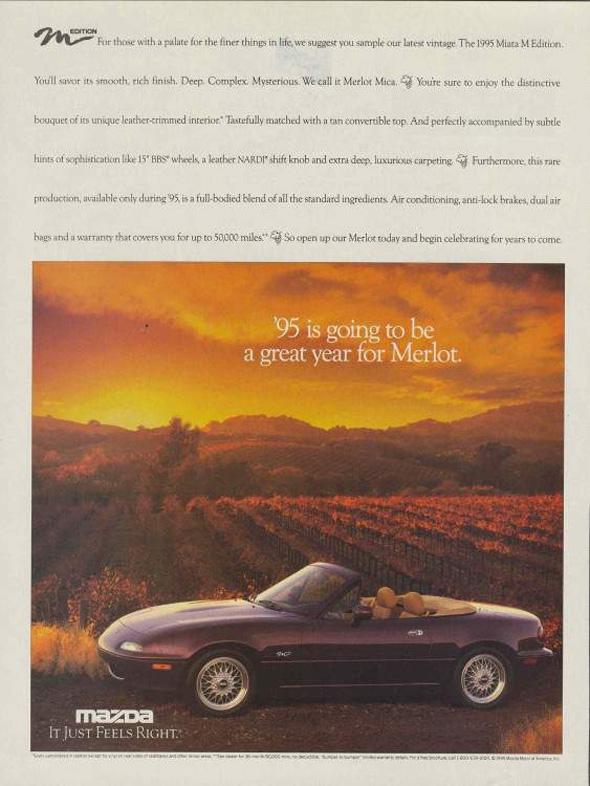 M EDITION For those with a palate for the finer things in life, we suggest you sample our latest vintage. The 1995 Miata M Edition.
You'll savor its smooth, rich finish. Deep. Complex. Mysterious. We call it Merlot Mica. You're sure to enjoy the distinctive
bouquet of its unique leather-trimmed interior.* Tastefully matched with a tan convertible top. And perfectly accompanied by subtle
hints of sophistication like 15" BBS® wheels, a leather NARDI® shift knob and extra deep, luxurious carpeting. Furthermore, this rare
production, available only during '95, is a full-bodied blend of all the standard ingredients. Air conditioning, anti-lock brakes, dual air
bags and a warranty that covers you for up to 50,000 miles.** So open up our Merlot today and begin celebrating for years to come.
'95 is going to be
a great year for Merlot.
mazda
IT JUST FEELS RIGHT.